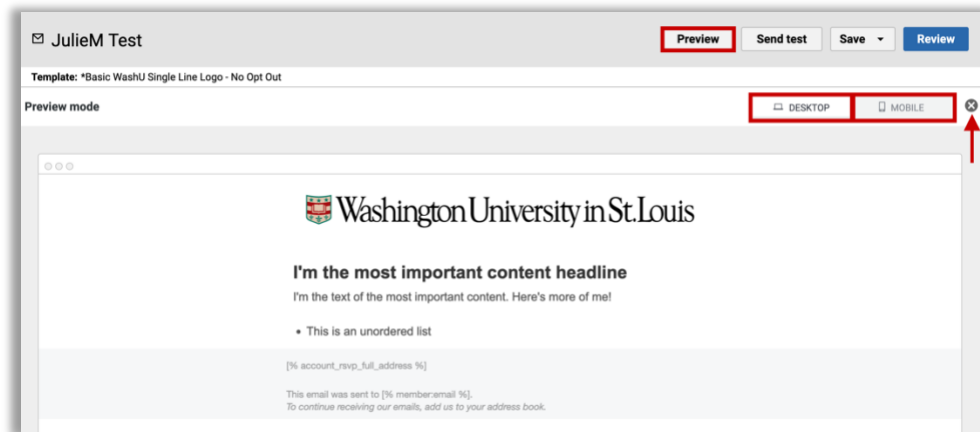 JulieM Test
Preview
Send test
Save
Review
Template: *Basic WashU Single Line Logo - No Opt Out
Preview mode
DESKTOP
MOBILE
Washington University in St. Louis
I'm the most important content headline
I'm the text of the most important content. Here's more of me!
• This is an unordered list
[% account_rsvp_full_address %]
This email was sent to [% member:email %].
To continue receiving our emails, add us to your address book.